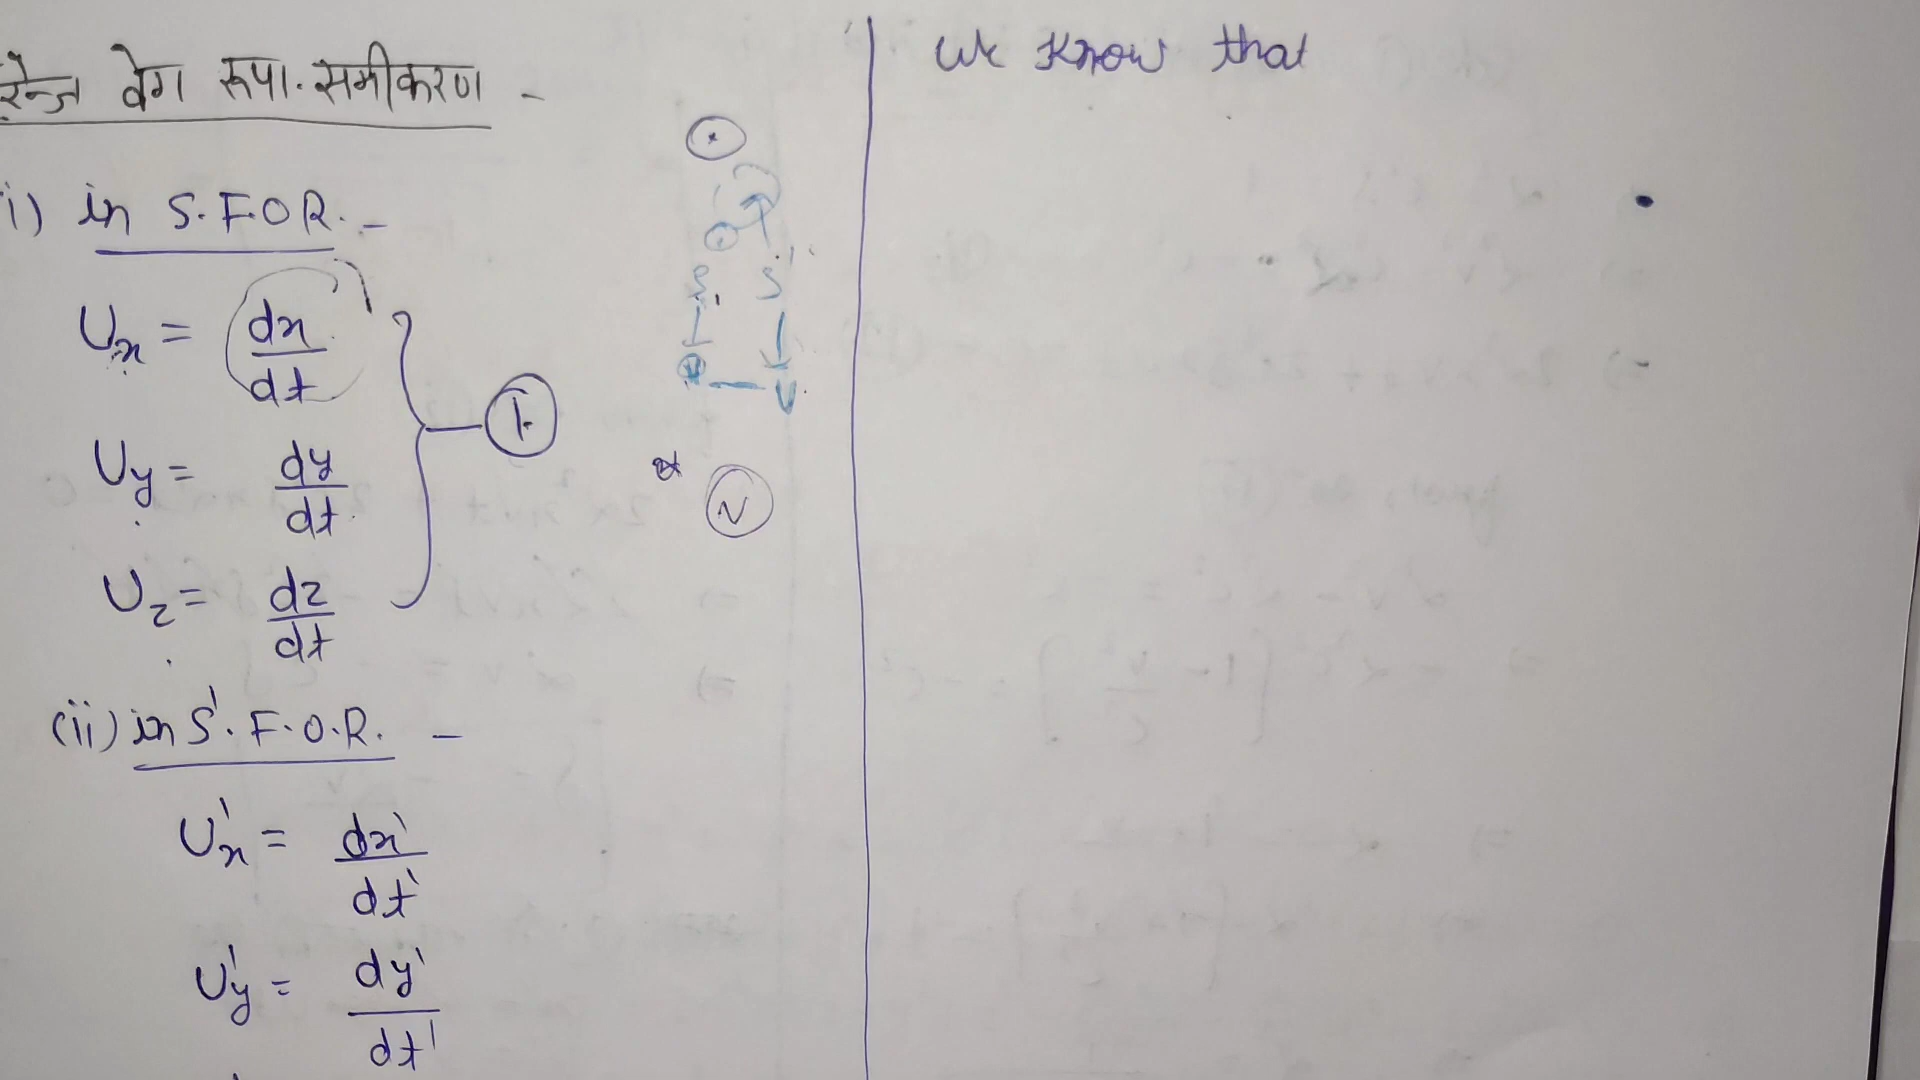 रेन्ज वेग रूपा. समीकरण -
i) in S.F.O.R. -
Ux = dx
dt
Uy = dy
dt
Uz = dz
dt
1
(ii) in S'. F.O.R. -
U'x = dx'
dt'
U'y = dy'
dt'
S S'
N
We Know that